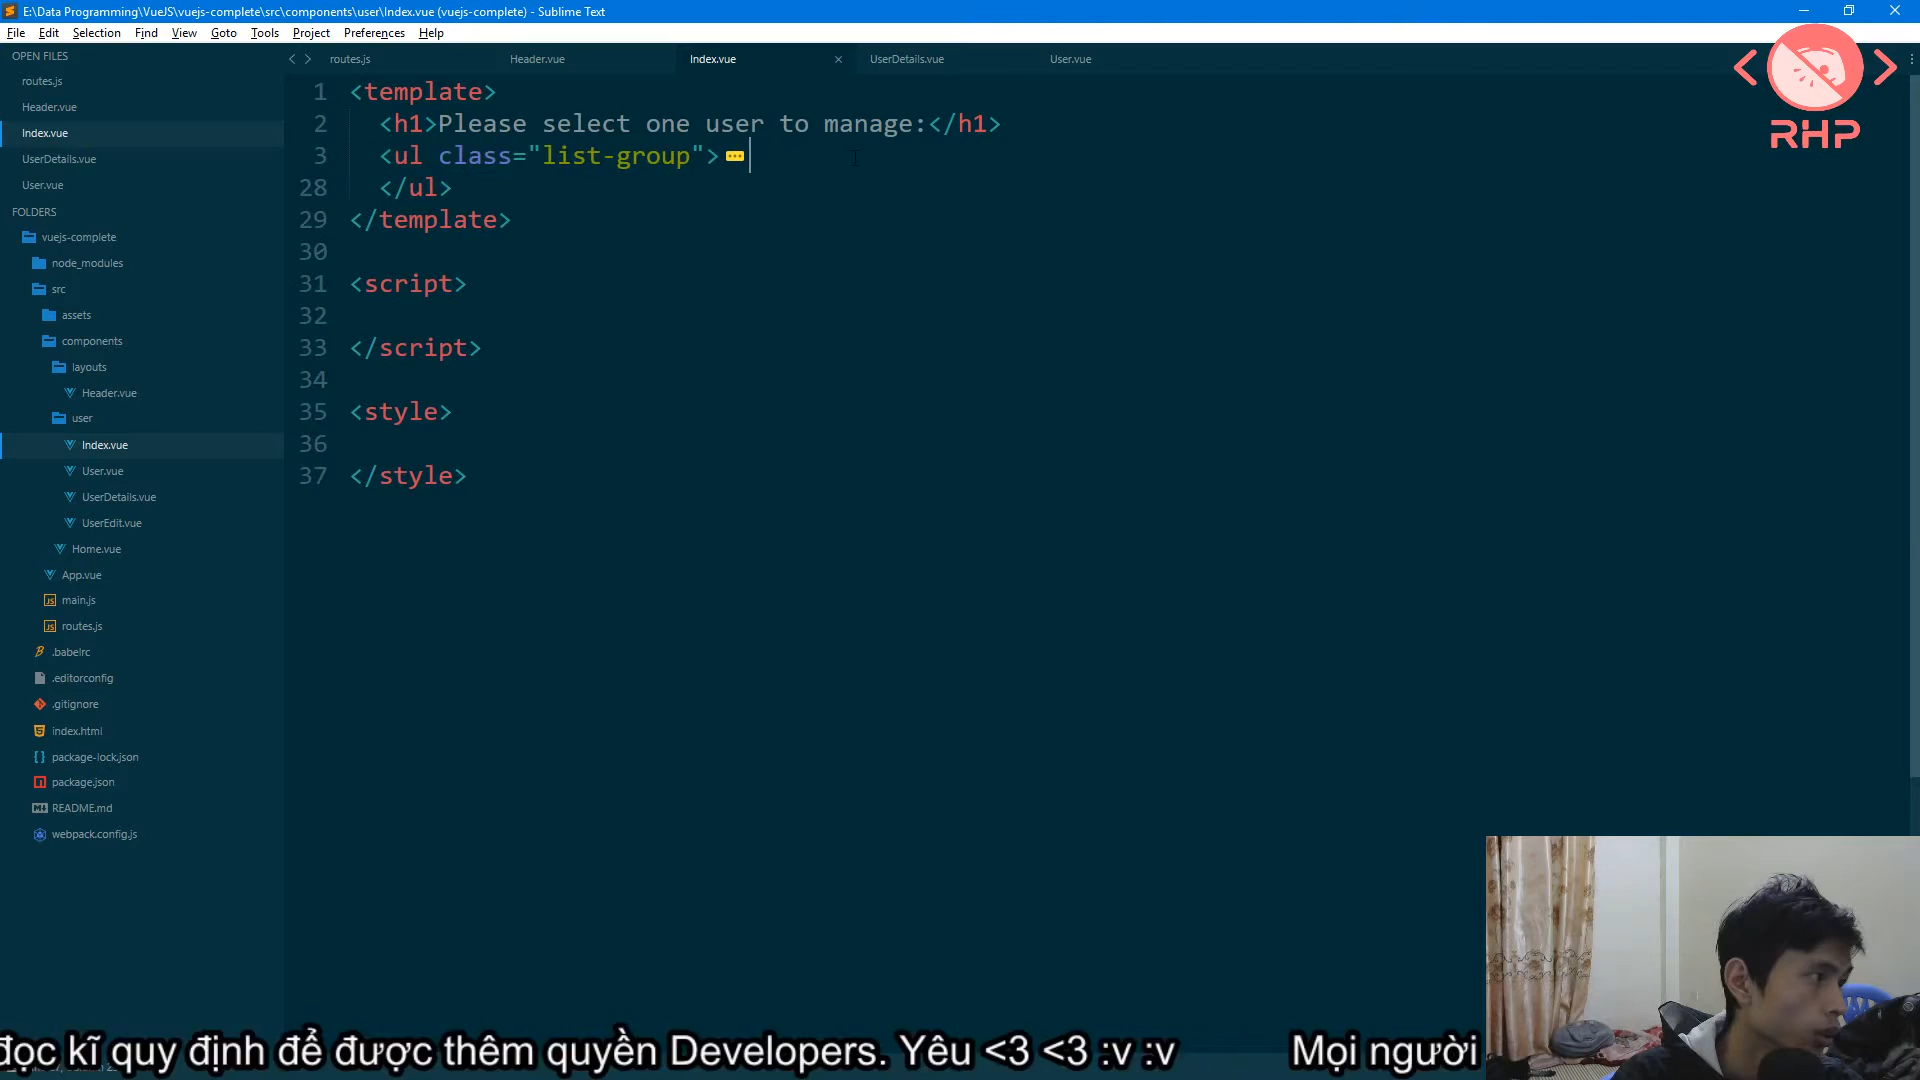 E:\Data Programming\VueJS\vuejs-complete\src\components\user\Index.vue (vuejs-complete) - Sublime Text
File Edit Selection Find View Goto Tools Project Preferences Help
OPEN FILES
routes.js
Header.vue
Index.vue
UserDetails.vue
User.vue
FOLDERS
vuejs-complete
node_modules
src
assets
components
layouts
Header.vue
user
Index.vue
User.vue
UserDetails.vue
UserEdit.vue
Home.vue
App.vue
main.js
routes.js
.babelrc
.editorconfig
.gitignore
index.html
package-lock.json
package.json
README.md
webpack.config.js
routes.js Header.vue Index.vue UserDetails.vue User.vue
1 <template>
2 <h1>Please select one user to manage:</h1>
3 <ul class="list-group">
28 </ul>
29 </template>
30
31 <script>
32
33 </script>
34
35 <style>
36
37 </style>
RHP
đọc kĩ quy định để được thêm quyền Developers. Yêu <3 <3 :v :v Mọi người